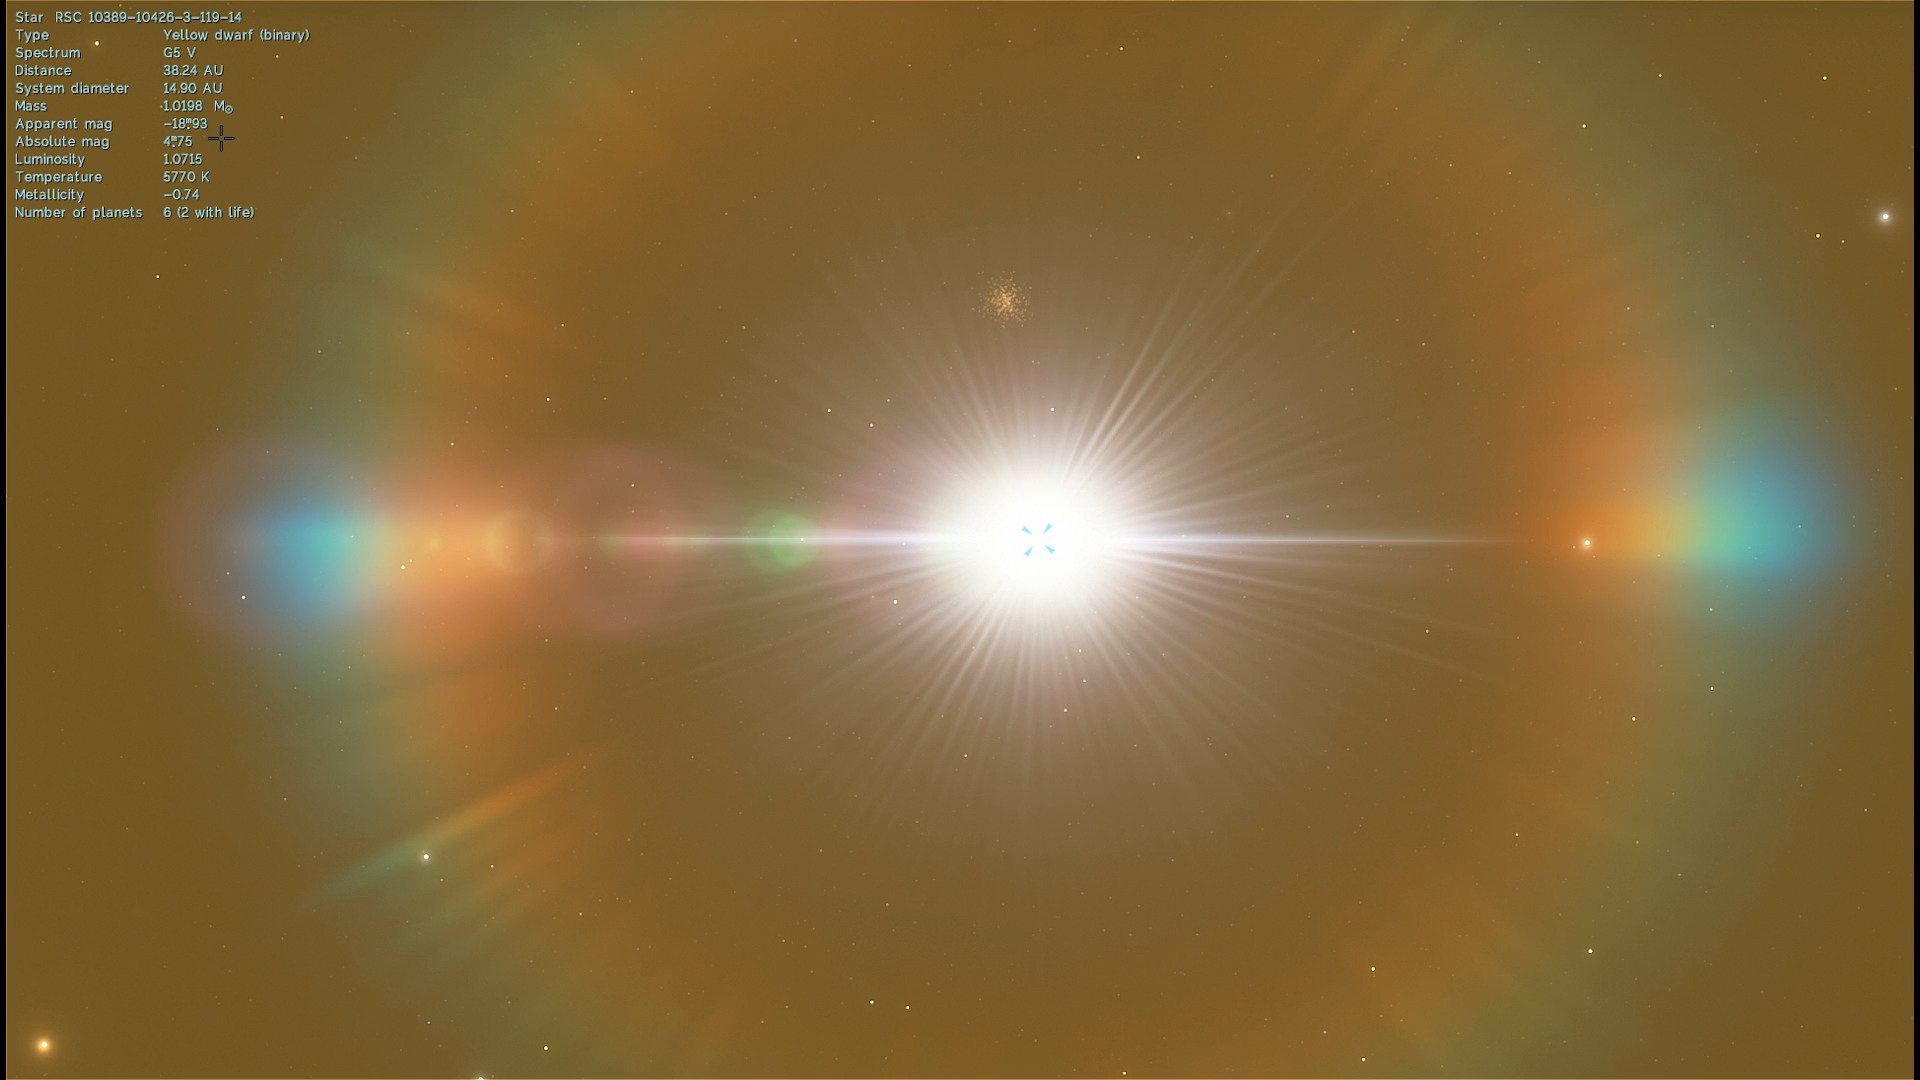 Star RSC 10389-10426-3-119-14
Type Yellow dwarf (binary)
Spectrum G5 V
Distance 38.24 AU
System diameter 14.90 AU
Mass 1.0198 M☉
Apparent mag -18ᵐ.93
Absolute mag 4ᵐ.75
Luminosity 1.0715
Temperature 5770 K
Metallicity -0.74
Number of planets 6 (2 with life)